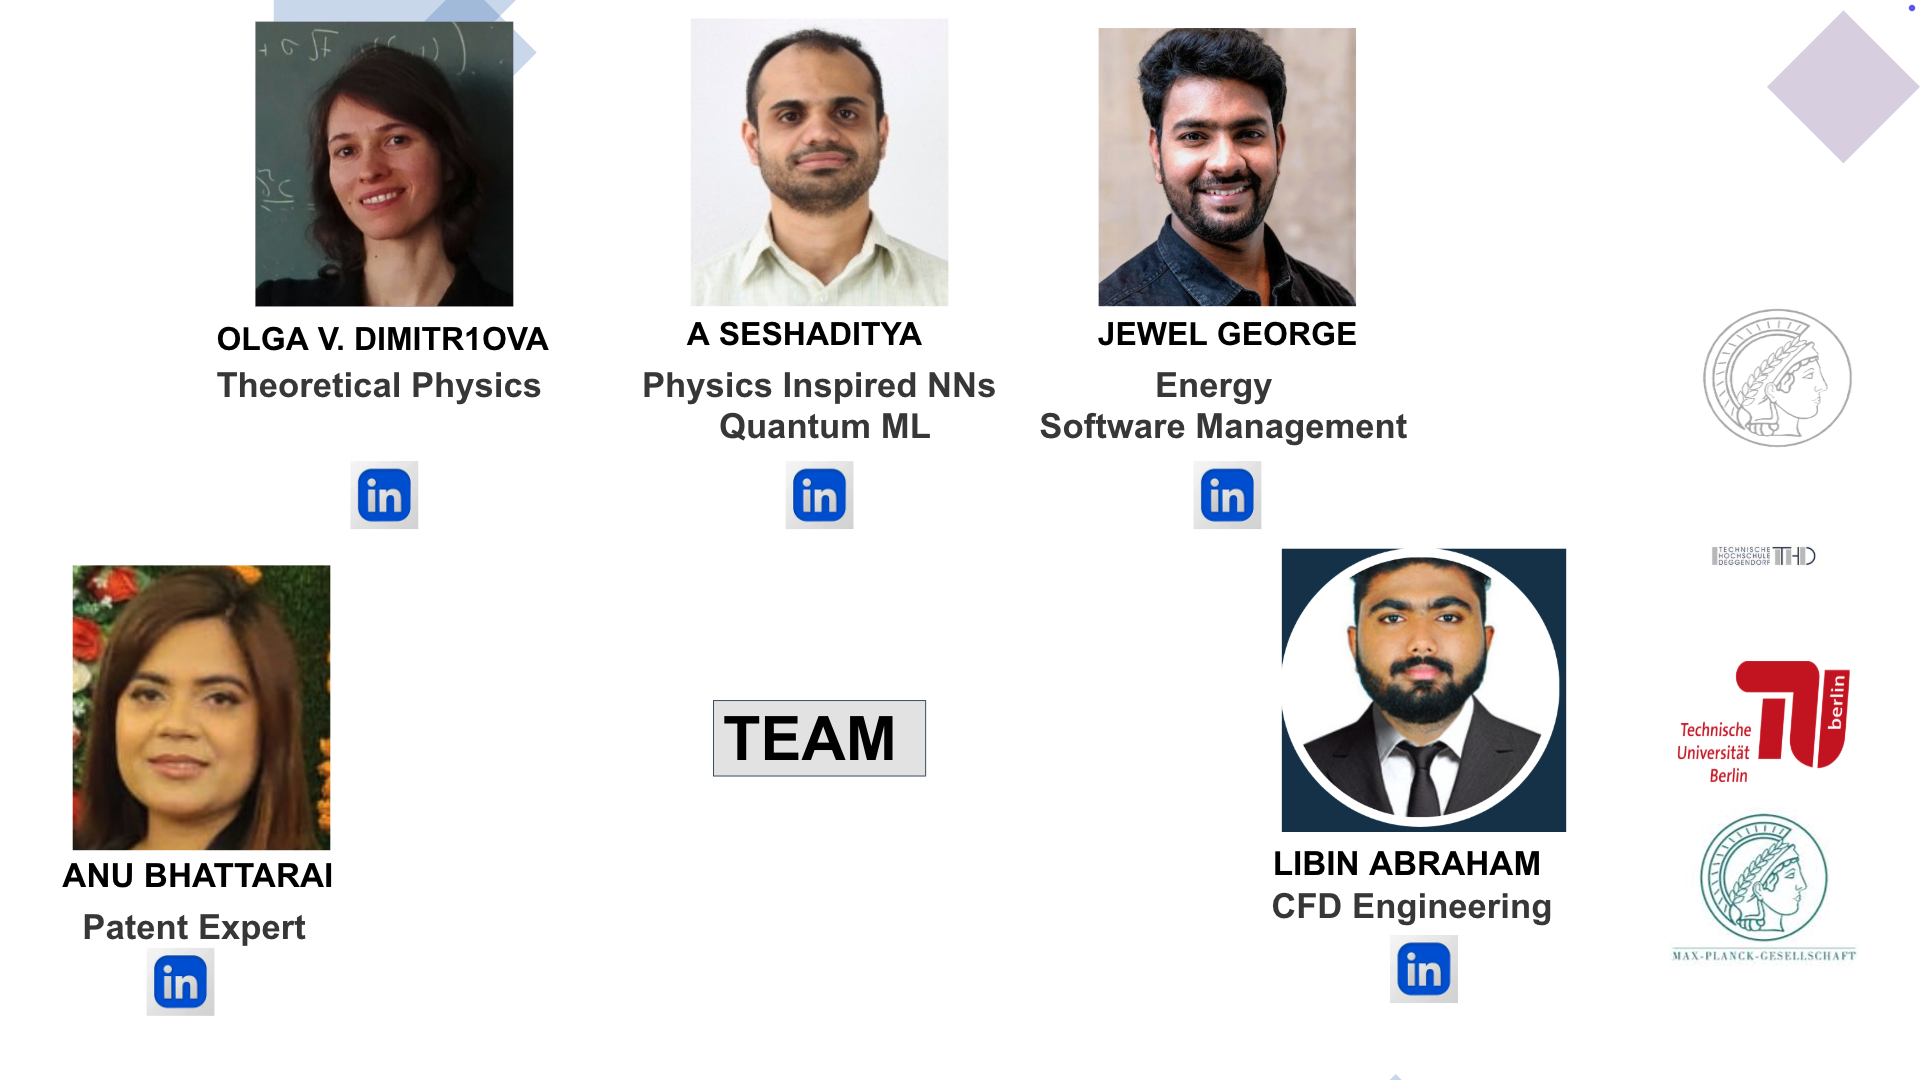 OLGA V. DIMITR1OVA
Theoretical Physics
in
A SESHADITYA
Physics Inspired NNs
Quantum ML
in
JEWEL GEORGE
Energy
Software Management
in
TECHNISCHE
HOCHSCHULE
DEGGENDORF
THD
ANU BHATTARAI
Patent Expert
in
TEAM
LIBIN ABRAHAM
CFD Engineering
in
Technische
Universität
Berlin
berlin
MAX-PLANCK-GESELLSCHAFT